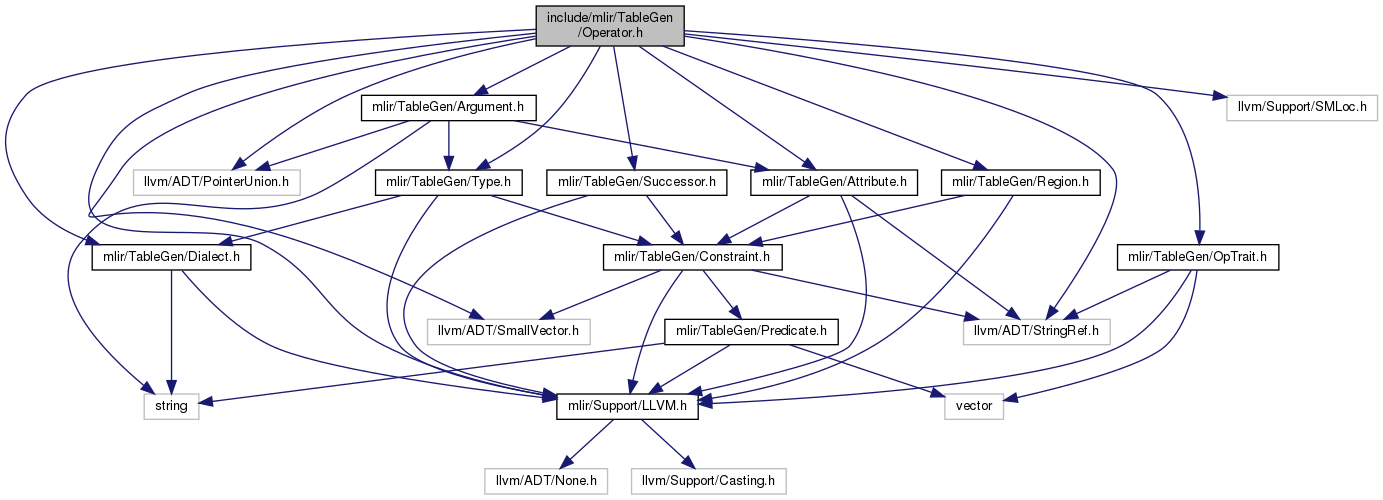 include/mlir/TableGen
/Operator.h
mlir/TableGen/Argument.h
llvm/Support/SMLoc.h
llvm/ADT/PointerUnion.h
mlir/TableGen/Type.h
mlir/TableGen/Successor.h
mlir/TableGen/Attribute.h
mlir/TableGen/Region.h
mlir/TableGen/Dialect.h
mlir/TableGen/Constraint.h
mlir/TableGen/OpTrait.h
llvm/ADT/SmallVector.h
mlir/TableGen/Predicate.h
llvm/ADT/StringRef.h
string
mlir/Support/LLVM.h
vector
llvm/ADT/None.h
llvm/Support/Casting.h